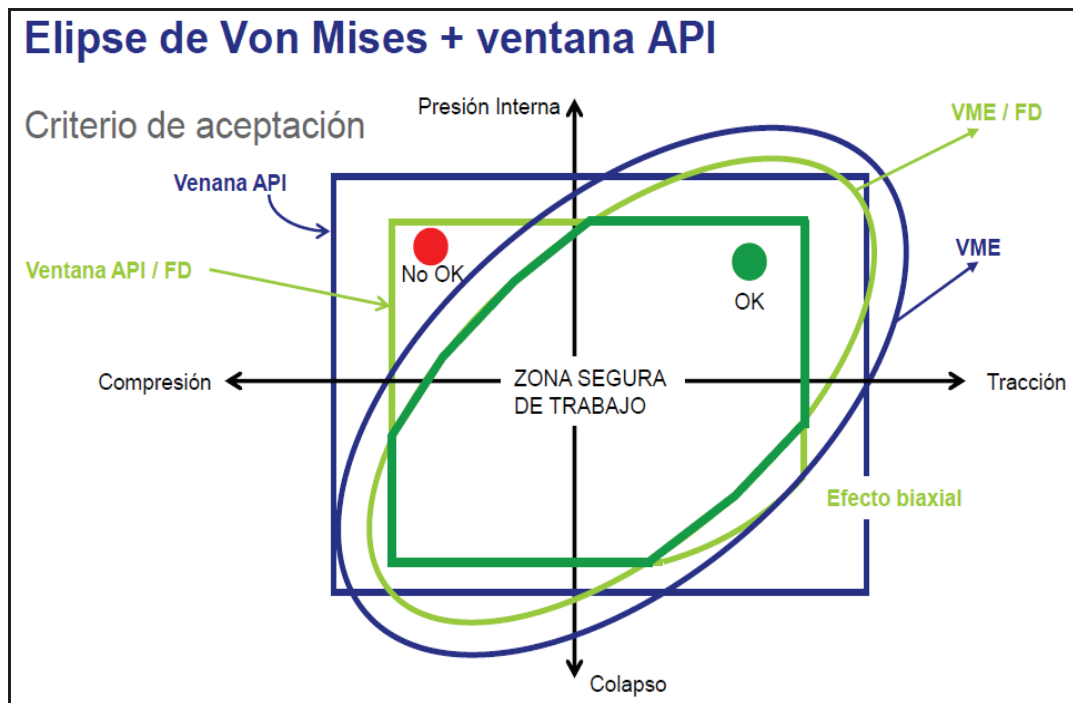 Elipse de Von Mises + ventana API
Criterio de aceptación
Presión Interna
VME / FD
Venana API
VME
Ventana API / FD
No OK
OK
Compresión
ZONA SEGURA
DE TRABAJO
Tracción
Efecto biaxial
Colapso